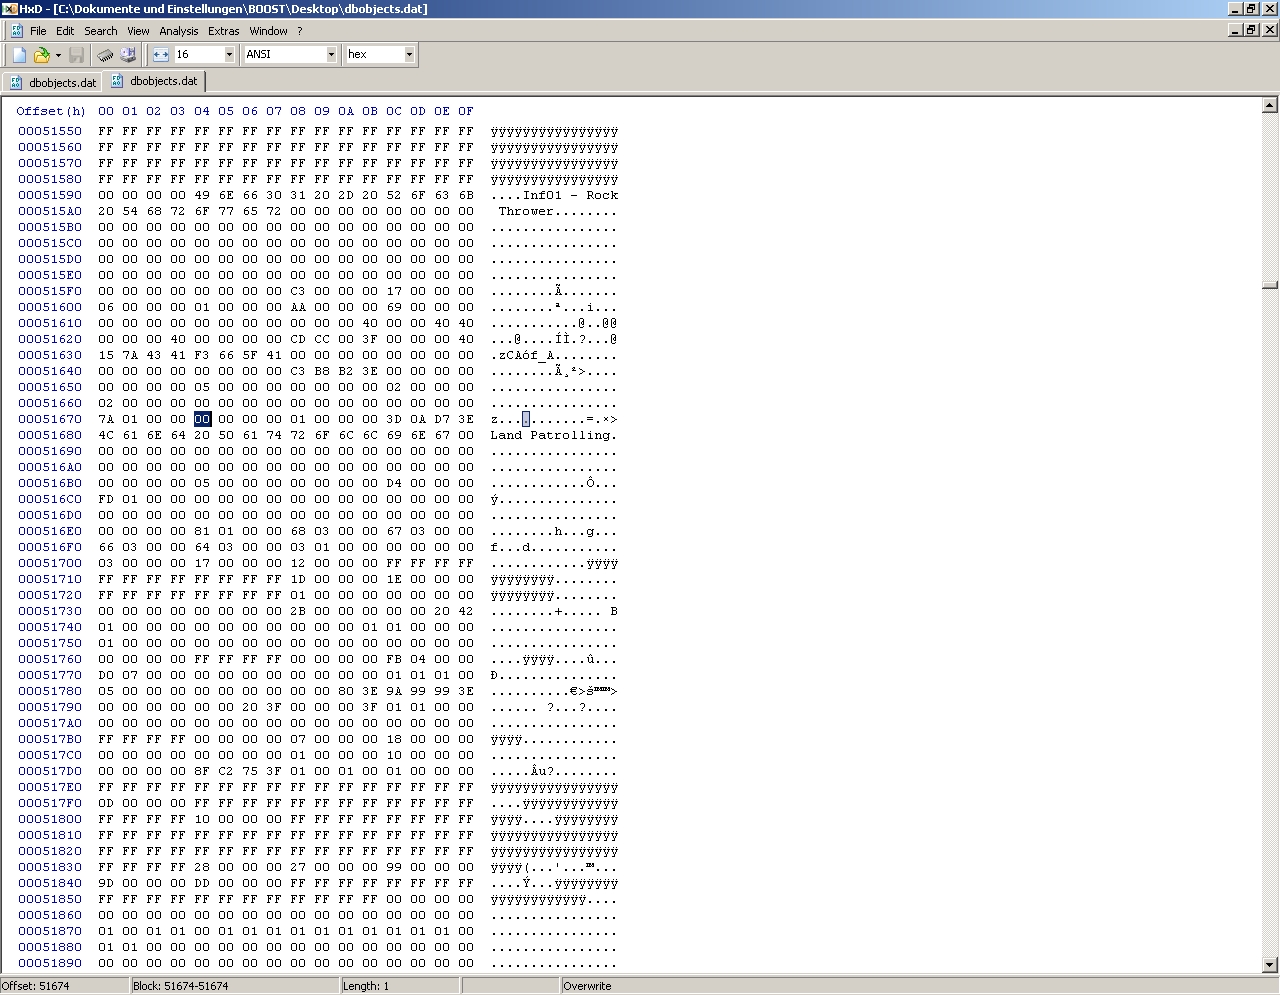 HxD - [C:\Dokumente und Einstellungen\BOOST\Desktop\dbobjects.dat]
File Edit Search View Analysis Extras Window ?
16 ANSI hex
dbobjects.dat dbobjects.dat
Offset(h) 00 01 02 03 04 05 06 07 08 09 0A 0B 0C 0D 0E 0F
00051550 FF FF FF FF FF FF FF FF FF FF FF FF FF FF FF FF ÿÿÿÿÿÿÿÿÿÿÿÿÿÿÿÿ
00051560 FF FF FF FF FF FF FF FF FF FF FF FF FF FF FF FF ÿÿÿÿÿÿÿÿÿÿÿÿÿÿÿÿ
00051570 FF FF FF FF FF FF FF FF FF FF FF FF FF FF FF FF ÿÿÿÿÿÿÿÿÿÿÿÿÿÿÿÿ
00051580 FF FF FF FF FF FF FF FF FF FF FF FF FF FF FF FF ÿÿÿÿÿÿÿÿÿÿÿÿÿÿÿÿ
00051590 00 00 00 00 49 6E 66 30 31 20 2D 20 52 6F 63 6B ....Inf01 - Rock
000515A0 20 54 68 72 6F 77 65 72 00 00 00 00 00 00 00 00 Thrower........
000515B0 00 00 00 00 00 00 00 00 00 00 00 00 00 00 00 00 ................
000515C0 00 00 00 00 00 00 00 00 00 00 00 00 00 00 00 00 ................
000515D0 00 00 00 00 00 00 00 00 00 00 00 00 00 00 00 00 ................
000515E0 00 00 00 00 00 00 00 00 00 00 00 00 00 00 00 00 ................
000515F0 00 00 00 00 00 00 00 00 C3 00 00 00 17 00 00 00 ........Ã.......
00051600 06 00 00 00 01 00 00 00 AA 00 00 00 69 00 00 00 ........ª...i...
00051610 00 00 00 00 00 00 00 00 00 00 00 40 00 00 40 40 ...........@..@@
00051620 00 00 00 40 00 00 00 00 CD CC 00 3F 00 00 00 40 ...@....ÍÌ.?...@
00051630 15 7A 43 41 F3 66 5F 41 00 00 00 00 00 00 00 00 .zCAóf_A........
00051640 00 00 00 00 00 00 00 00 C3 B8 B2 3E 00 00 00 00 ........Ã¸²>....
00051650 00 00 00 00 05 00 00 00 00 00 00 00 02 00 00 00 ................
00051660 02 00 00 00 00 00 00 00 00 00 00 00 00 00 00 00 ................
00051670 7A 01 00 00 00 00 00 00 01 00 00 00 3D 0A D7 3E z...........=.×>
00051680 4C 61 6E 64 20 50 61 74 72 6F 6C 6C 69 6E 67 00 Land Patrolling.
00051690 00 00 00 00 00 00 00 00 00 00 00 00 00 00 00 00 ................
000516A0 00 00 00 00 00 00 00 00 00 00 00 00 00 00 00 00 ................
000516B0 00 00 00 00 05 00 00 00 00 00 00 00 D4 00 00 00 ............Ô...
000516C0 FD 01 00 00 00 00 00 00 00 00 00 00 00 00 00 00 ý...............
000516D0 00 00 00 00 00 00 00 00 00 00 00 00 00 00 00 00 ................
000516E0 00 00 00 00 81 01 00 00 68 03 00 00 67 03 00 00 ........h...g...
000516F0 66 03 00 00 64 03 00 00 03 01 00 00 00 00 00 00 f...d...........
00051700 03 00 00 00 17 00 00 00 12 00 00 00 FF FF FF FF ............ÿÿÿÿ
00051710 FF FF FF FF FF FF FF FF 1D 00 00 00 1E 00 00 00 ÿÿÿÿÿÿÿÿ........
00051720 FF FF FF FF FF FF FF FF 01 00 00 00 00 00 00 00 ÿÿÿÿÿÿÿÿ........
00051730 00 00 00 00 00 00 00 00 2B 00 00 00 00 00 20 42 ........+..... B
00051740 01 00 00 00 00 00 00 00 00 00 00 01 01 00 00 00 ................
00051750 01 00 00 00 00 00 00 00 00 00 00 00 00 00 00 00 ................
00051760 00 00 00 00 FF FF FF FF 00 00 00 00 FB 04 00 00 ....ÿÿÿÿ....û...
00051770 D0 07 00 00 00 00 00 00 00 00 00 00 01 01 01 00 Ð...............
00051780 05 00 00 00 00 00 00 00 00 00 80 3E 9A 99 99 3E ..........€>š™™>
00051790 00 00 00 00 00 00 20 3F 00 00 00 3F 01 01 00 00 ...... ?...?....
000517A0 00 00 00 00 00 00 00 00 00 00 00 00 00 00 00 00 ................
000517B0 FF FF FF FF 00 00 00 00 07 00 00 00 18 00 00 00 ÿÿÿÿ............
000517C0 00 00 00 00 00 00 00 00 01 00 00 00 10 00 00 00 ................
000517D0 00 00 00 00 8F C2 75 3F 01 00 01 00 01 00 00 00 .....Âu?........
000517E0 FF FF FF FF FF FF FF FF FF FF FF FF FF FF FF FF ÿÿÿÿÿÿÿÿÿÿÿÿÿÿÿÿ
000517F0 0D 00 00 00 FF FF FF FF FF FF FF FF FF FF FF FF ....ÿÿÿÿÿÿÿÿÿÿÿÿ
00051800 FF FF FF FF 10 00 00 00 FF FF FF FF FF FF FF FF ÿÿÿÿ....ÿÿÿÿÿÿÿÿ
00051810 FF FF FF FF FF FF FF FF FF FF FF FF FF FF FF FF ÿÿÿÿÿÿÿÿÿÿÿÿÿÿÿÿ
00051820 FF FF FF FF FF FF FF FF FF FF FF FF FF FF FF FF ÿÿÿÿÿÿÿÿÿÿÿÿÿÿÿÿ
00051830 FF FF FF FF 28 00 00 00 27 00 00 00 99 00 00 00 ÿÿÿÿ(...'...™...
00051840 9D 00 00 00 DD 00 00 00 FF FF FF FF FF FF FF FF ....Ý...ÿÿÿÿÿÿÿÿ
00051850 FF FF FF FF FF FF FF FF FF FF FF FF 00 00 00 00 ÿÿÿÿÿÿÿÿÿÿÿÿ....
00051860 00 00 00 00 00 00 00 00 00 00 00 00 00 00 00 00 ................
00051870 01 00 01 01 00 01 01 01 01 01 01 01 01 01 01 00 ................
00051880 01 01 00 00 00 00 00 00 00 00 00 00 00 00 00 00 ................
00051890 00 00 00 00 00 00 00 00 00 00 00 00 00 00 00 00 ................
Offset: 51674 Block: 51674-51674 Length: 1 Overwrite